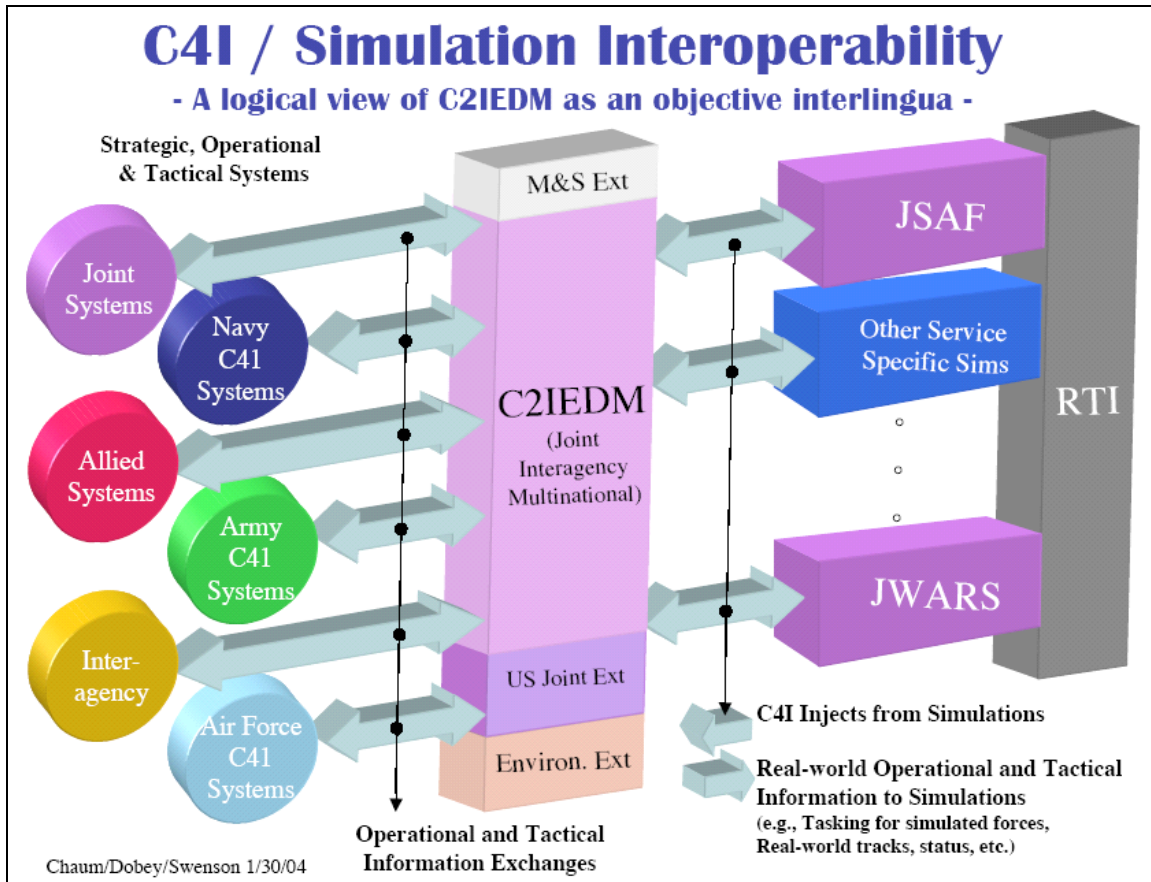 C4I / Simulation Interoperability
- A logical view of C2IEDM as an objective interlingua -
Strategic, Operational
& Tactical Systems
Joint
Systems
Navy
C41
Systems
Allied
Systems
Army
C41
Systems
Inter-
agency
Air Force
C41
Systems
M&S Ext
C2IEDM
(Joint
Interagency
Multinational)
US Joint Ext
Environ. Ext
JSAF
Other Service
Specific Sims
JWARS
RTI
C4I Injects from Simulations
Real-world Operational and Tactical
Information to Simulations
(e.g., Tasking for simulated forces,
Real-world tracks, status, etc.)
Operational and Tactical
Information Exchanges
Chaum/Dobey/Swenson 1/30/04